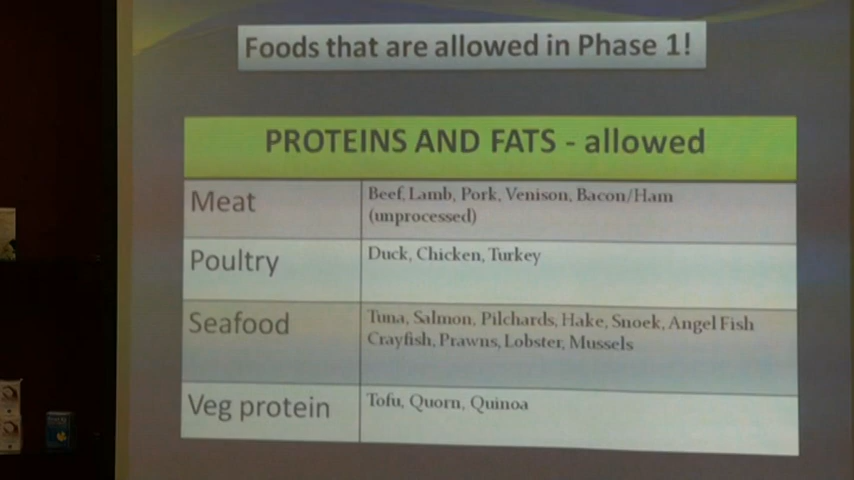 Foods that are allowed in Phase 1!
PROTEINS AND FATS - allowed
Meat
Beef, Lamb, Pork, Venison, Bacon/Ham
(unprocessed)
Poultry
Duck, Chicken, Turkey
Seafood
Tuna, Salmon, Pilchards, Hake, Snoek, Angel Fish
Crayfish, Prawns, Lobster, Mussels
Veg protein
Tofu, Quorn, Quinoa